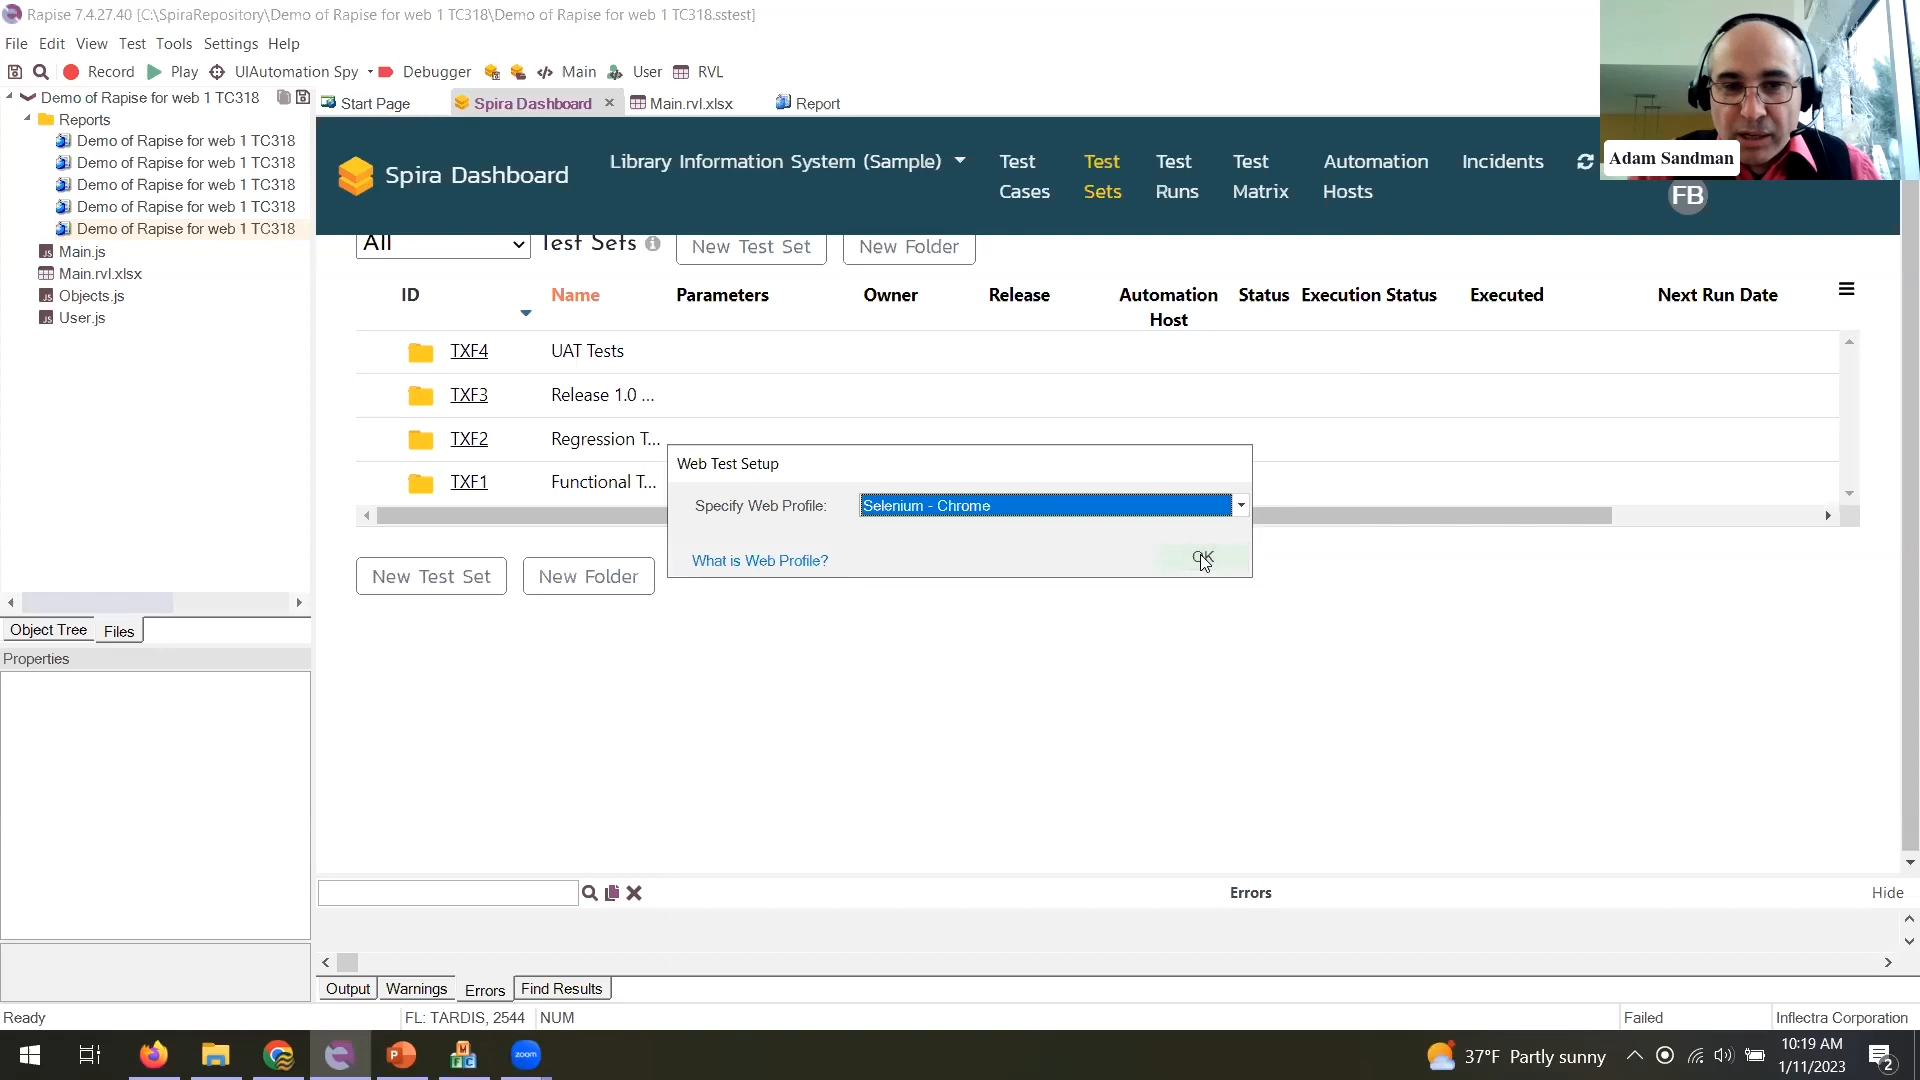 Rapise 7.4.27.40 [C:\SpiraRepository\Demo of Rapise for web 1 TC318\Demo of Rapise for web 1 TC318.sstest]
File Edit View Test Tools Settings Help
Record Play UIAutomation Spy Debugger Main User RVL
Demo of Rapise for web 1 TC318
Reports
Demo of Rapise for web 1 TC318
Demo of Rapise for web 1 TC318
Demo of Rapise for web 1 TC318
Demo of Rapise for web 1 TC318
Demo of Rapise for web 1 TC318
Main.js
Main.rvl.xlsx
Objects.js
User.js
Object Tree Files
Properties
Start Page Spira Dashboard Main.rvl.xlsx Report
Spira Dashboard
Library Information System (Sample)
Test Cases
Test Sets
Test Runs
Test Matrix
Automation Hosts
Incidents
Adam Sandman
FB
All Test Sets New Test Set New Folder
ID Name Parameters Owner Release Automation Host Status Execution Status Executed Next Run Date
TXF4 UAT Tests
TXF3 Release 1.0 ...
TXF2 Regression T...
TXF1 Functional T...
Web Test Setup
Specify Web Profile: Selenium - Chrome
What is Web Profile? OK
New Test Set New Folder
Errors Hide
Output Warnings Errors Find Results
Ready FL: TARDIS, 2544 NUM Failed Inflectra Corporation
zoom
37°F Partly sunny
10:19 AM
1/11/2023
2